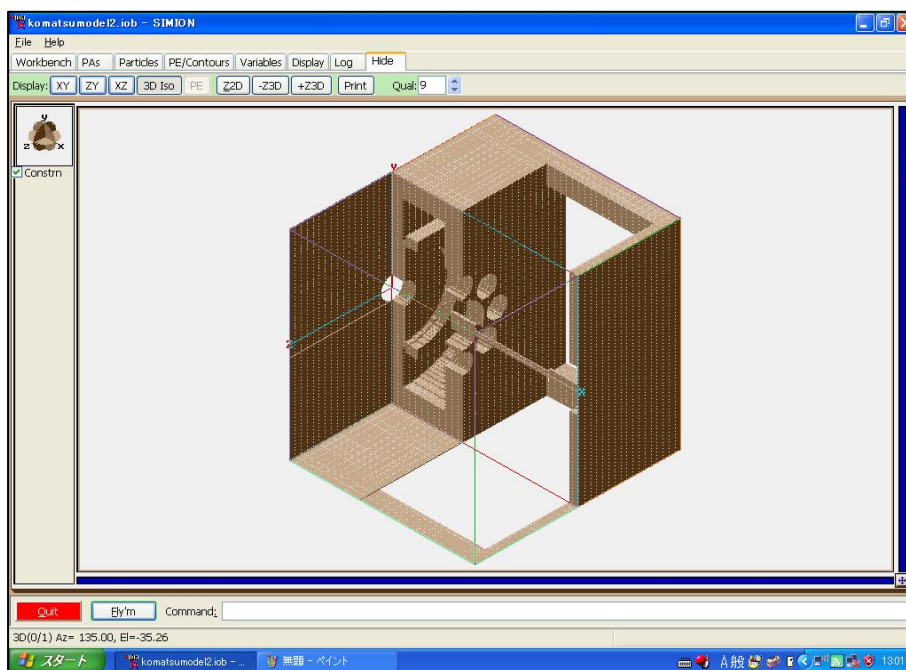 komatsumodel2.iob - SIMION
File Help
Workbench PAs Particles PE/Contours Variables Display Log Hide
Display: XY ZY XZ 3D Iso PE Z2D -Z3D +Z3D Print Qual: 9
y
z x
Constrn
Y
Z
X
Quit Fly'm Command:
3D(0/1) Az= 135.00, El=-35.26
スタート komatsumodel2.iob - ... 無題 - ペイント A 般 13:01